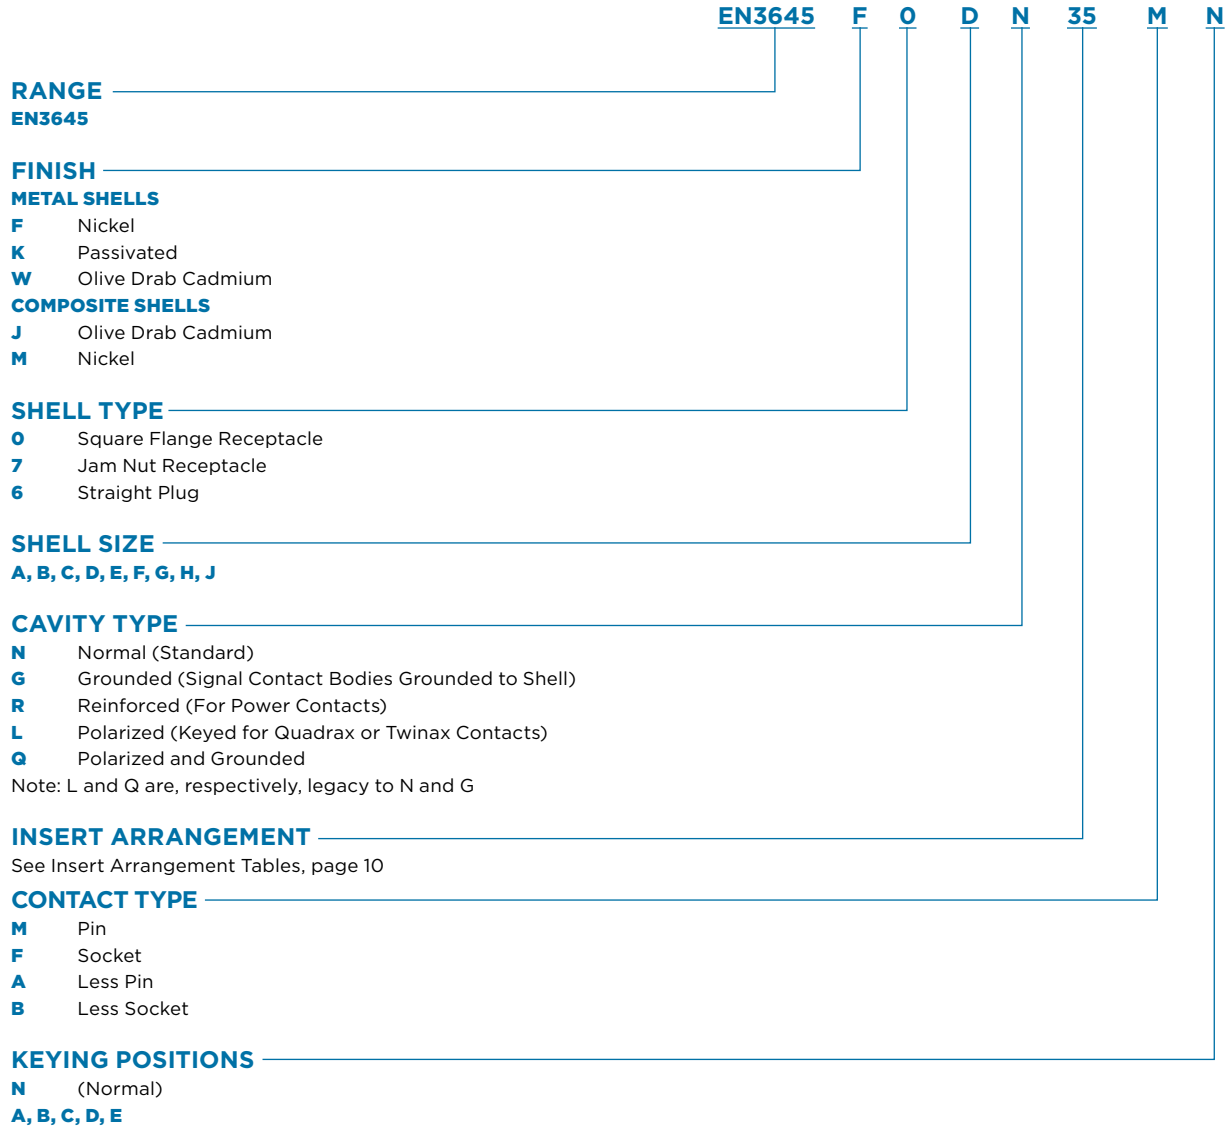 EN3645 F 0 D N 35 M N
RANGE
EN3645
FINISH
METAL SHELLS
F Nickel
K Passivated
W Olive Drab Cadmium
COMPOSITE SHELLS
J Olive Drab Cadmium
M Nickel
SHELL TYPE
0 Square Flange Receptacle
7 Jam Nut Receptacle
6 Straight Plug
SHELL SIZE
A, B, C, D, E, F, G, H, J
CAVITY TYPE
N Normal (Standard)
G Grounded (Signal Contact Bodies Grounded to Shell)
R Reinforced (For Power Contacts)
L Polarized (Keyed for Quadrax or Twinax Contacts)
Q Polarized and Grounded
Note: L and Q are, respectively, legacy to N and G
INSERT ARRANGEMENT
See Insert Arrangement Tables, page 10
CONTACT TYPE
M Pin
F Socket
A Less Pin
B Less Socket
KEYING POSITIONS
N (Normal)
A, B, C, D, E